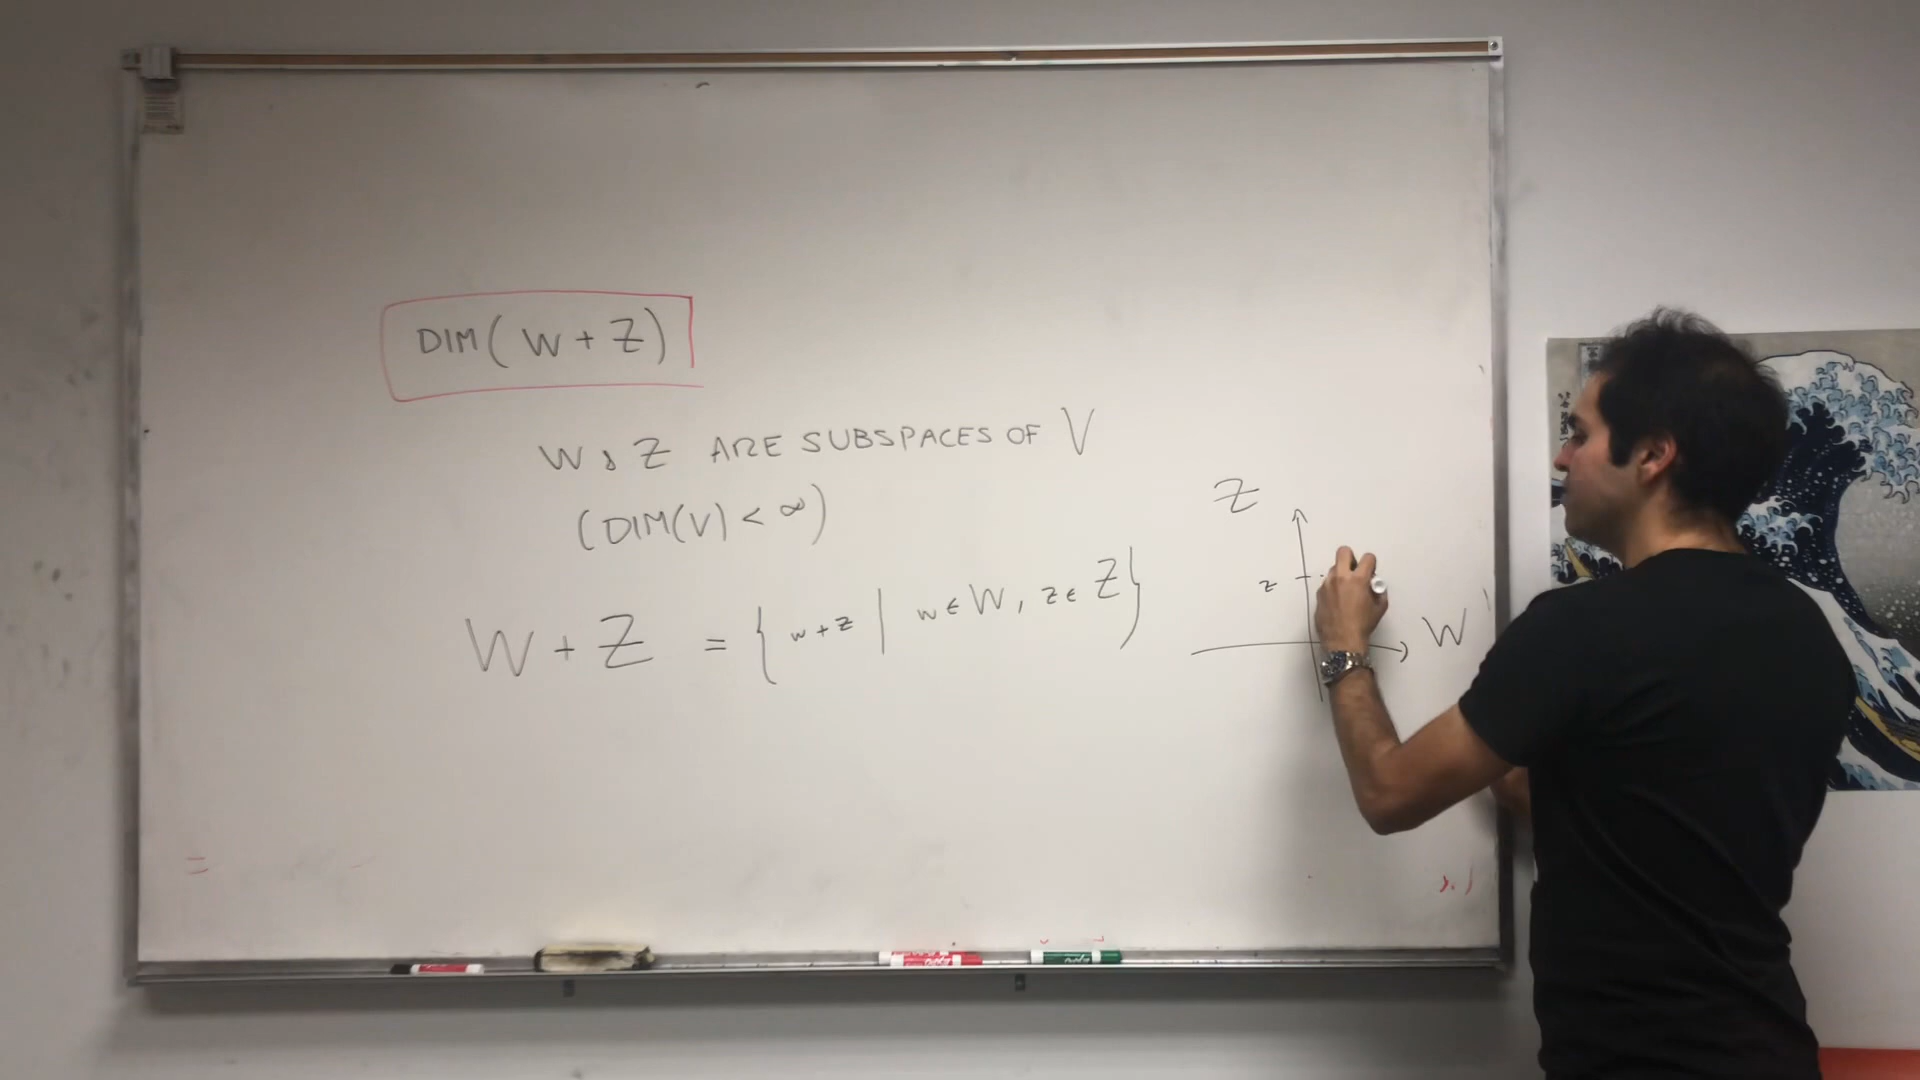 DIM(W+Z)
W & Z ARE SUBSPACES OF V
(DIM(V) < ∞)
W + Z = { w + z | w ∈ W, z ∈ Z }
Z
z
W